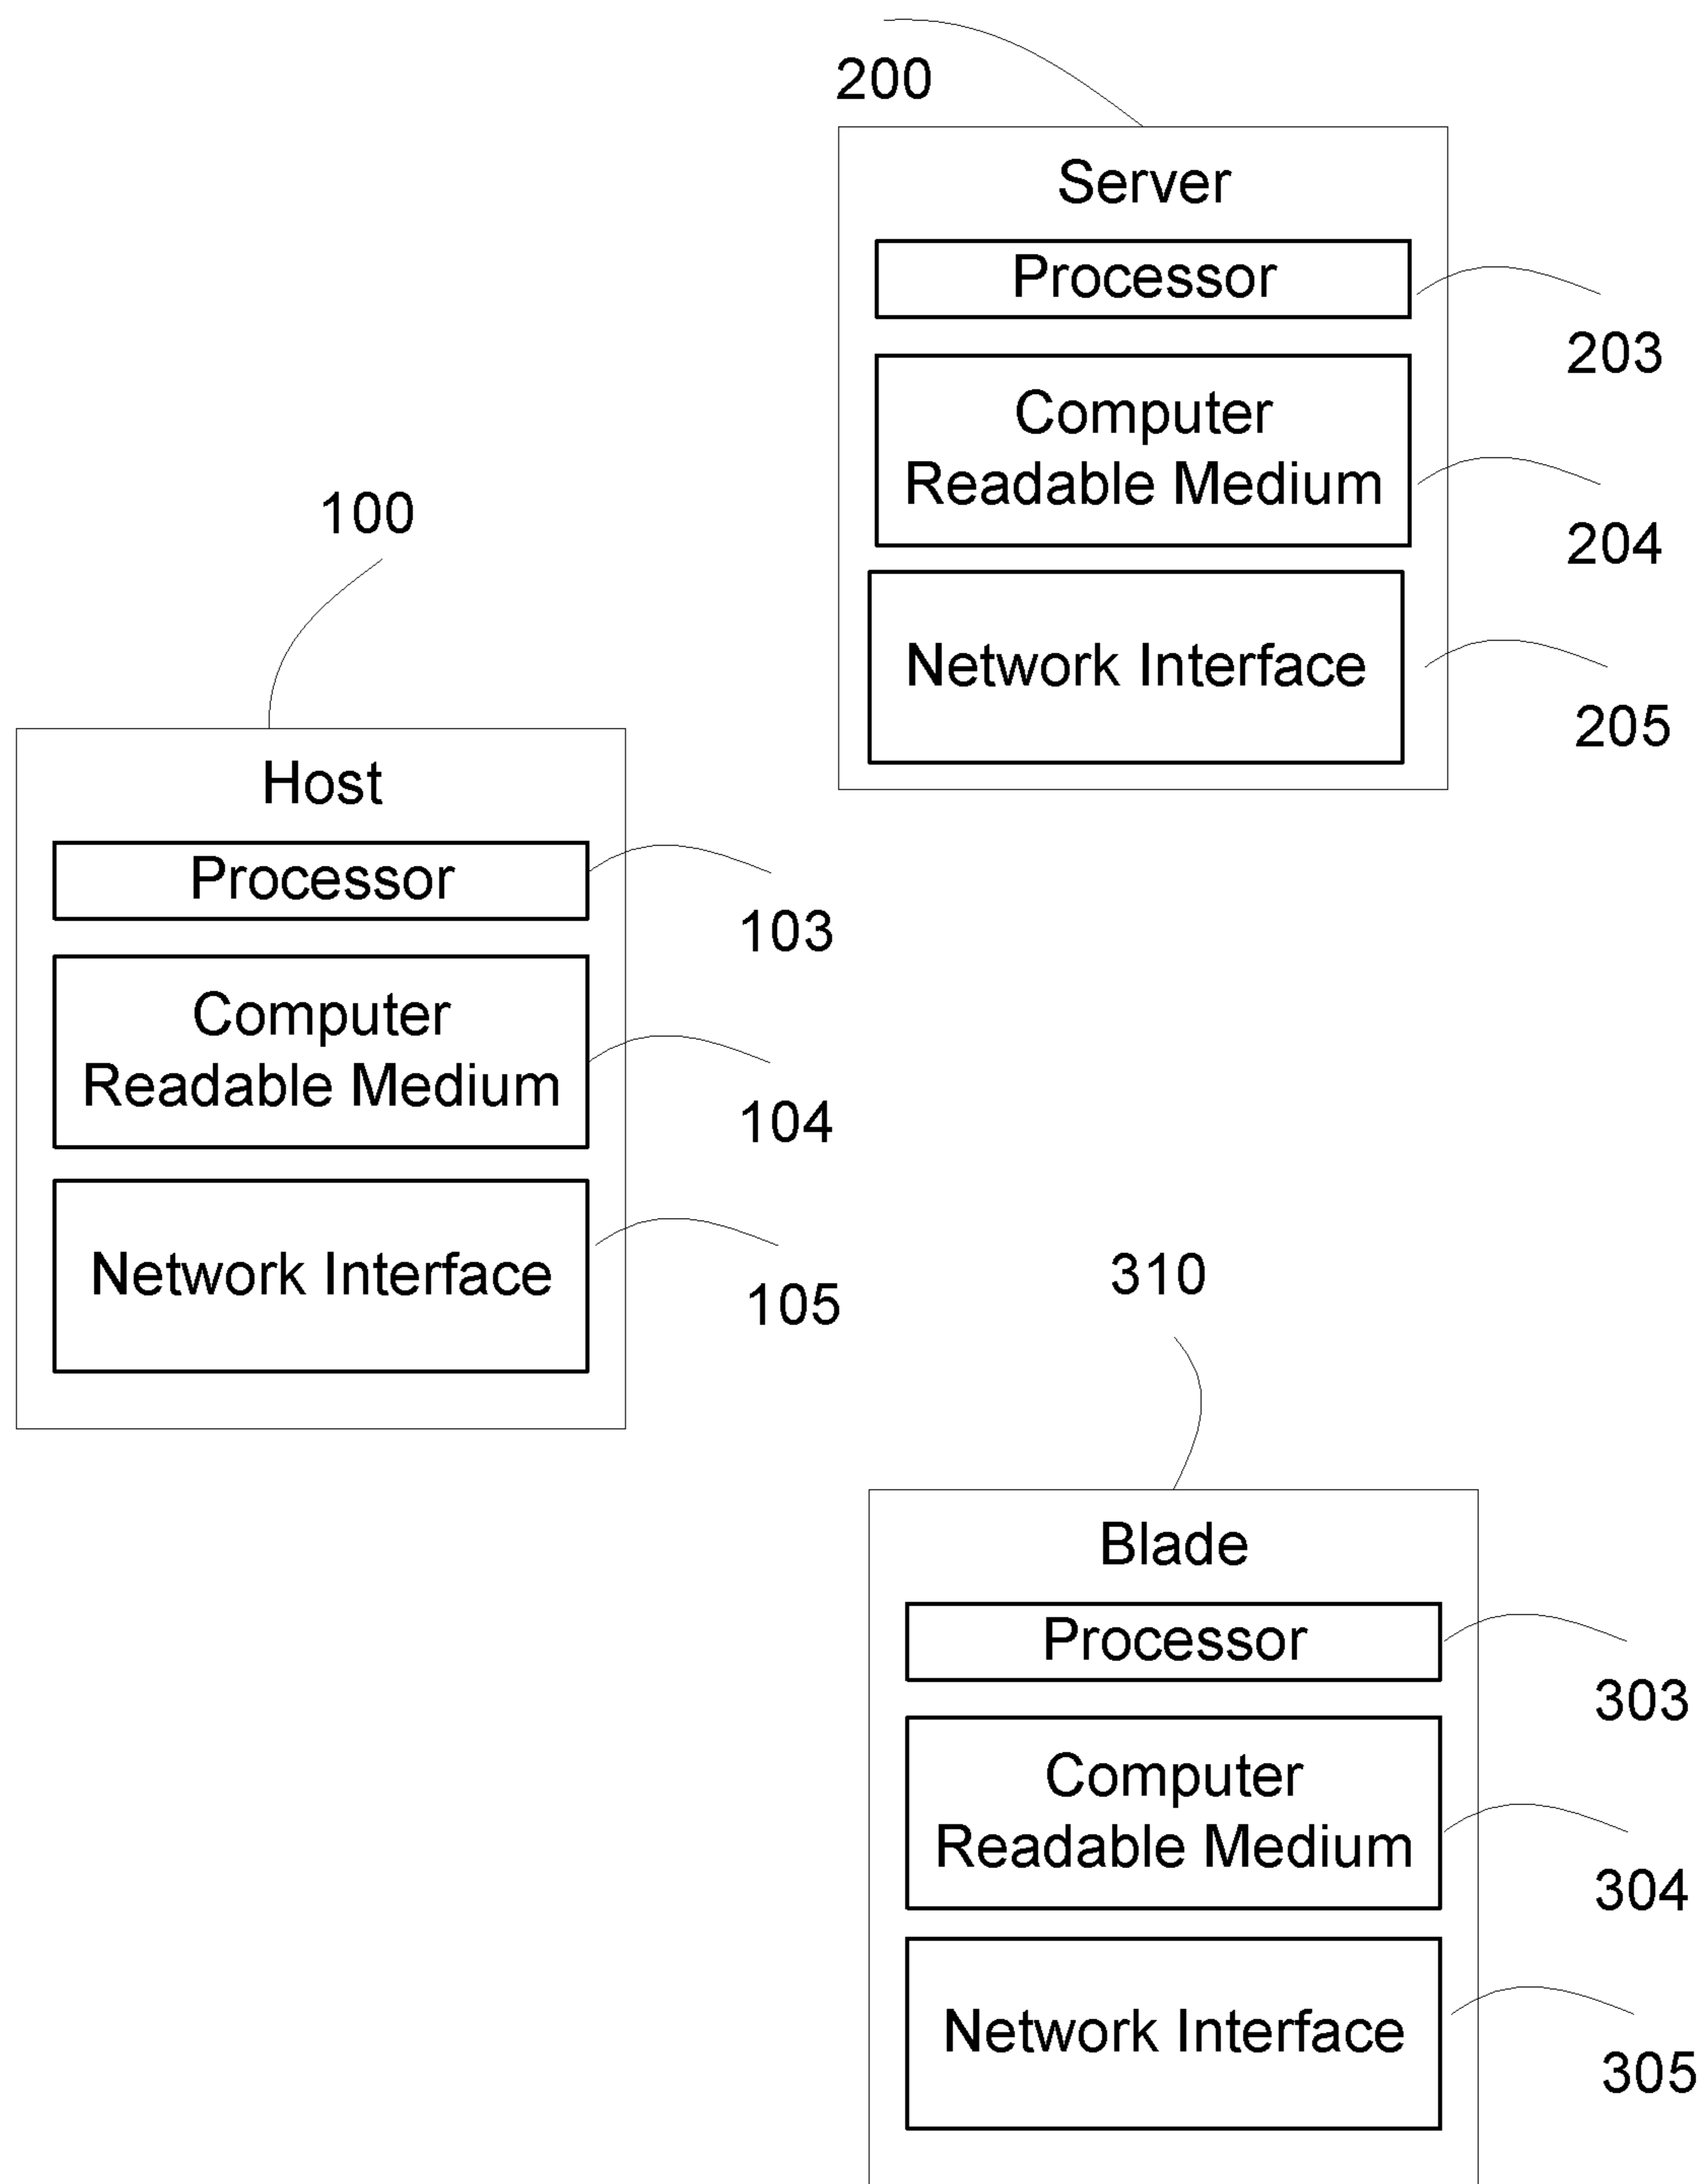 200
Server
Processor
203
Computer
Readable Medium
204
Network Interface
205
100
Host
Processor
103
Computer
Readable Medium
104
Network Interface
105
310
Blade
Processor
303
Computer
Readable Medium
304
Network Interface
305